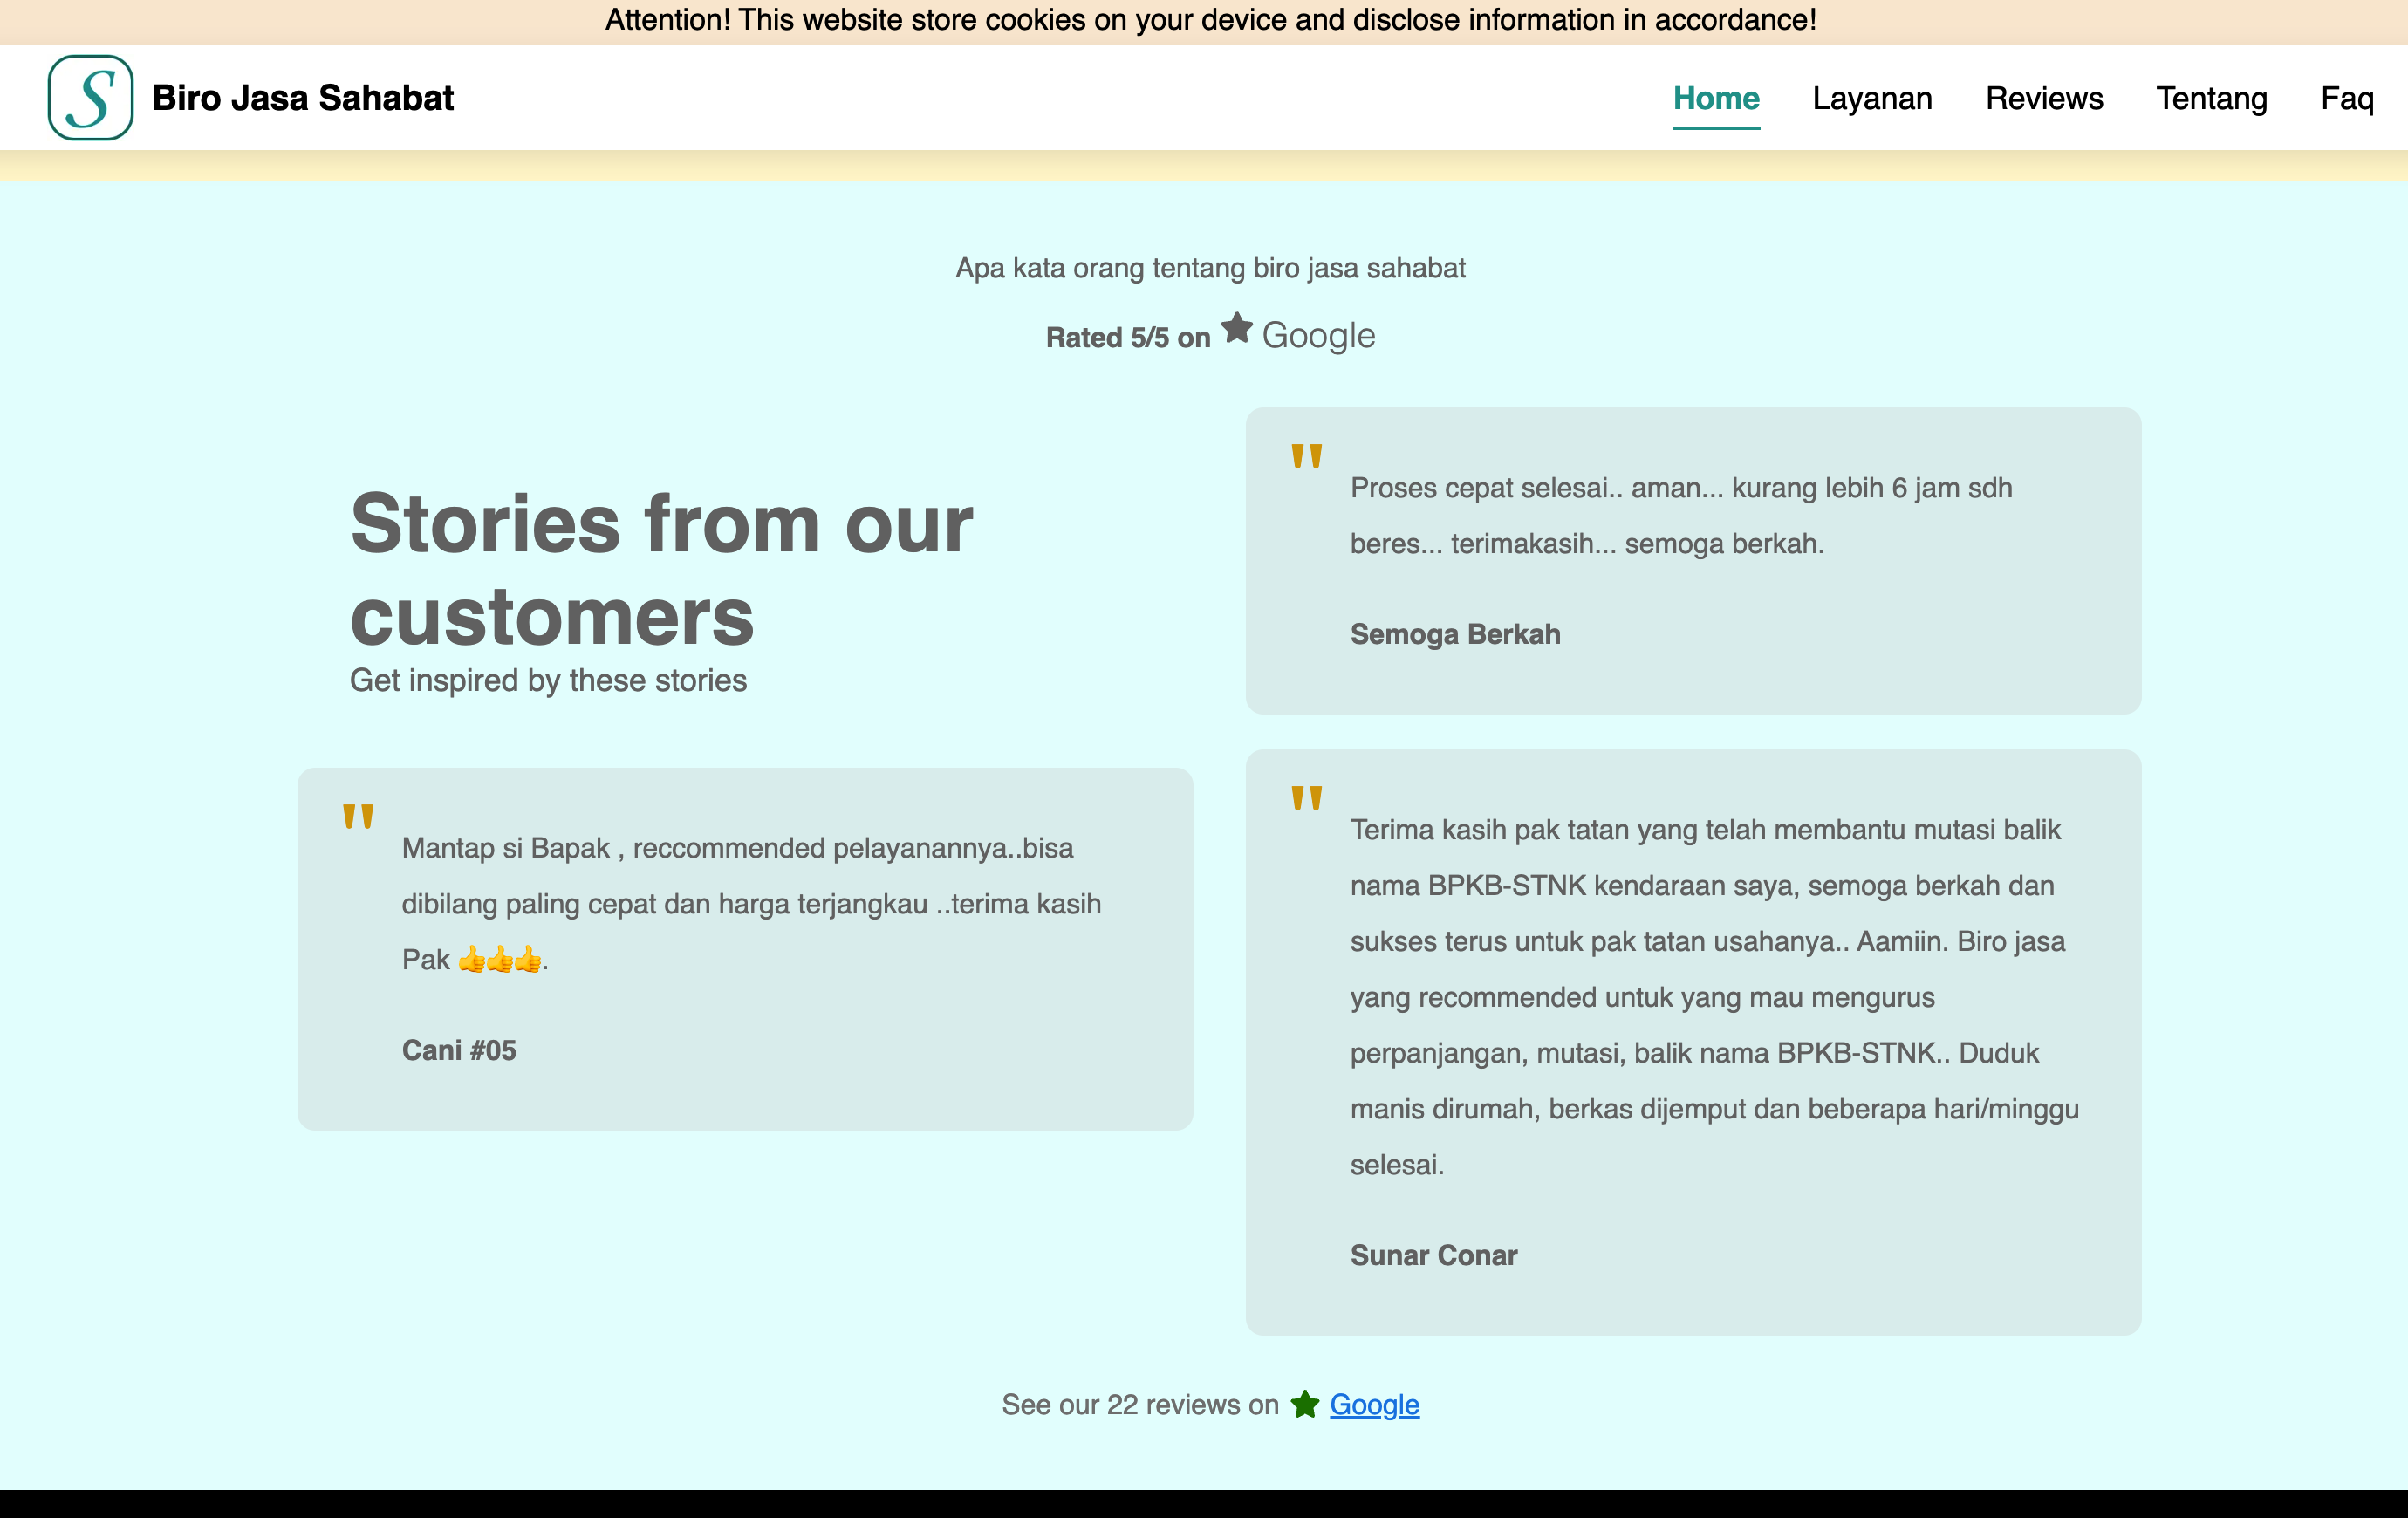 Attention! This website store cookies on your device and disclose information in accordance!
S
Biro Jasa Sahabat
Home
Layanan
Reviews
Tentang
Faq
Apa kata orang tentang biro jasa sahabat
Rated 5/5 on ★ Google
Stories from our
customers
Get inspired by these stories
"
Mantap si Bapak , reccommended pelayanannya..bisa
dibilang paling cepat dan harga terjangkau ..terima kasih
Pak 👍👍👍.
Cani #05
"
Proses cepat selesai.. aman... kurang lebih 6 jam sdh
beres... terimakasih... semoga berkah.
Semoga Berkah
"
Terima kasih pak tatan yang telah membantu mutasi balik
nama BPKB-STNK kendaraan saya, semoga berkah dan
sukses terus untuk pak tatan usahanya.. Aamiin. Biro jasa
yang recommended untuk yang mau mengurus
perpanjangan, mutasi, balik nama BPKB-STNK.. Duduk
manis dirumah, berkas dijemput dan beberapa hari/minggu
selesai.
Sunar Conar
See our 22 reviews on ★ Google